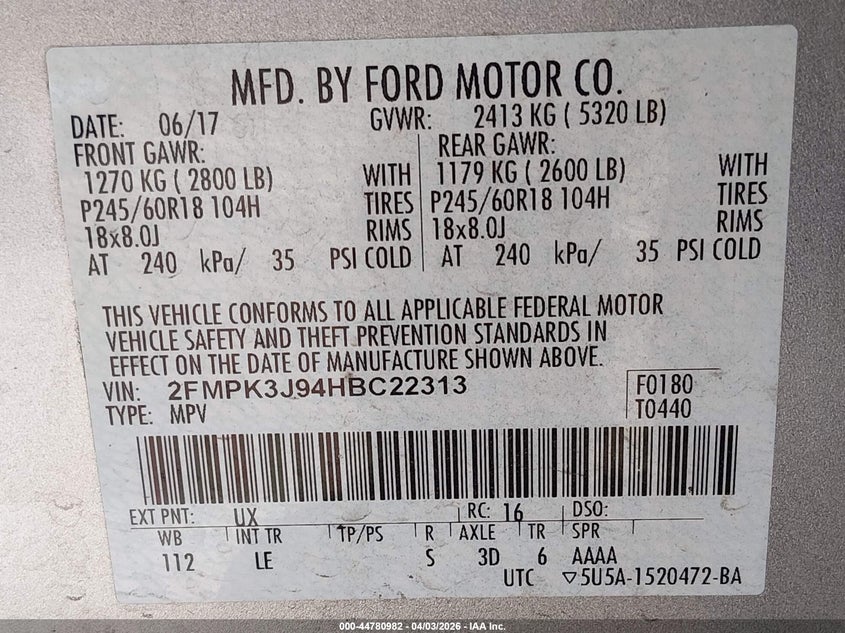 MFD. BY FORD MOTOR CO.
DATE: 06/17 GVWR: 2413 KG ( 5320 LB)
FRONT GAWR: REAR GAWR:
1270 KG ( 2800 LB) WITH 1179 KG ( 2600 LB) WITH
P245/60R18 104H TIRES P245/60R18 104H TIRES
18x8.0J RIMS 18x8.0J RIMS
AT 240 kPa/ 35 PSI COLD AT 240 kPa/ 35 PSI COLD
THIS VEHICLE CONFORMS TO ALL APPLICABLE FEDERAL MOTOR
VEHICLE SAFETY AND THEFT PREVENTION STANDARDS IN
EFFECT ON THE DATE OF MANUFACTURE SHOWN ABOVE.
VIN: 2FMPK3J94HBC22313 F0180
TYPE: MPV T0440
EXT PNT: UX RC: 16 DSO:
WB INT TR TP/PS R AXLE TR SPR
112 LE S 3D 6 AAAA
UTC ▽5U5A-1520472-BA
000-44780982 - 04/03/2026 - IAA Inc.